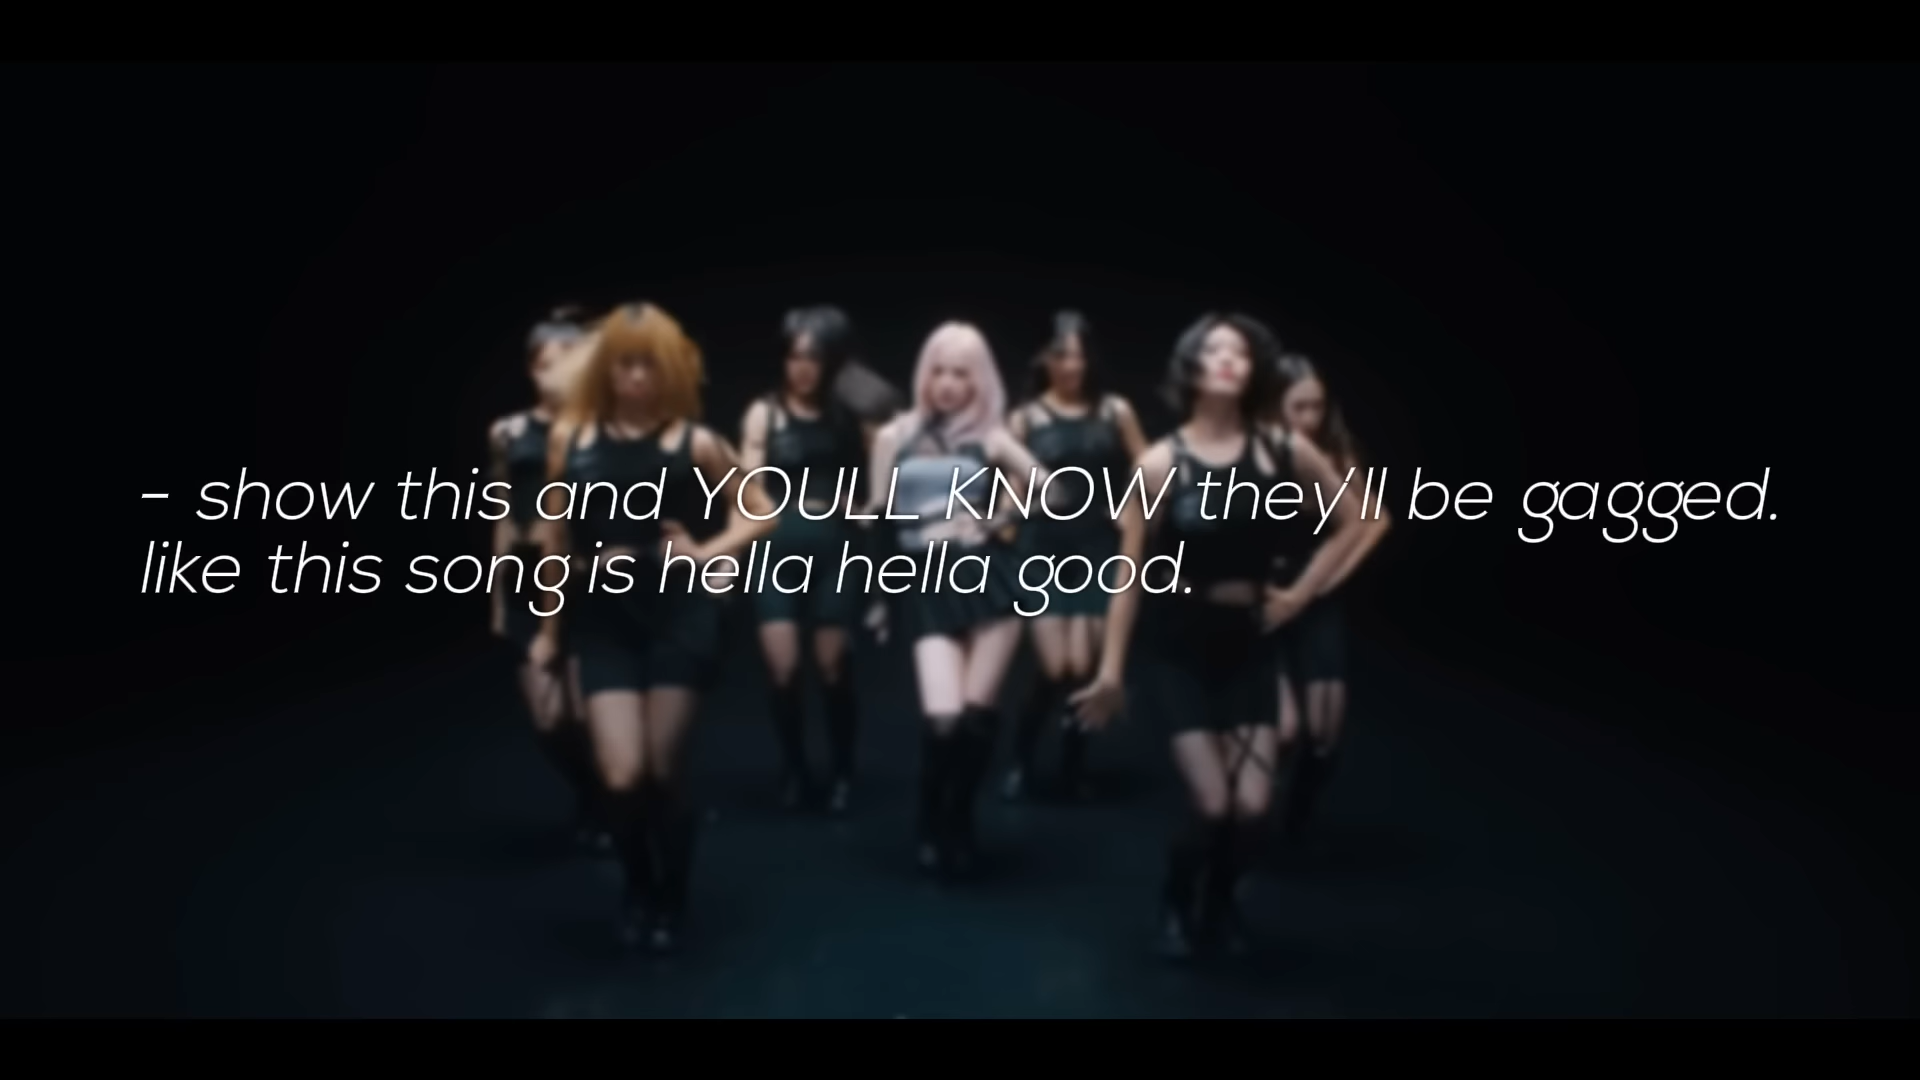 - show this and YOULL KNOW they'll be gagged.
like this song is hella hella good.